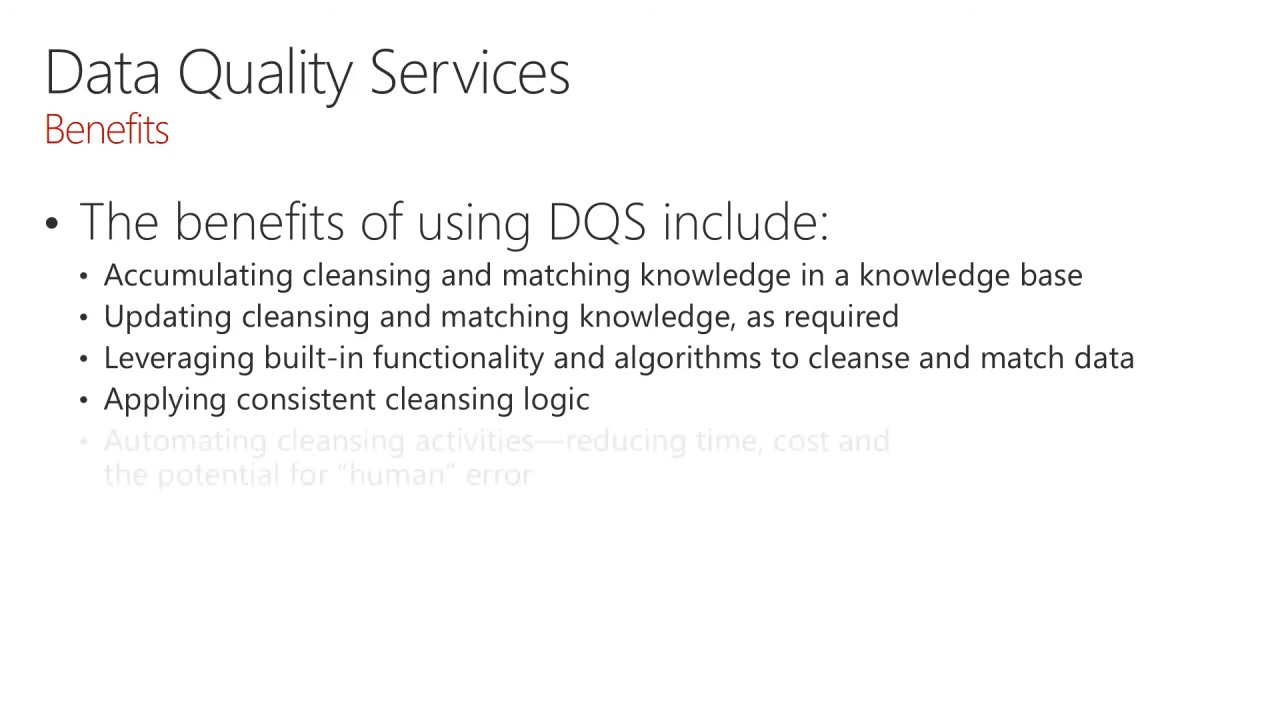 Data Quality Services
Benefits
• The benefits of using DQS include:
• Accumulating cleansing and matching knowledge in a knowledge base
• Updating cleansing and matching knowledge, as required
• Leveraging built-in functionality and algorithms to cleanse and match data
• Applying consistent cleansing logic
• Automating cleansing activities—reducing time, cost and
the potential for “human” error